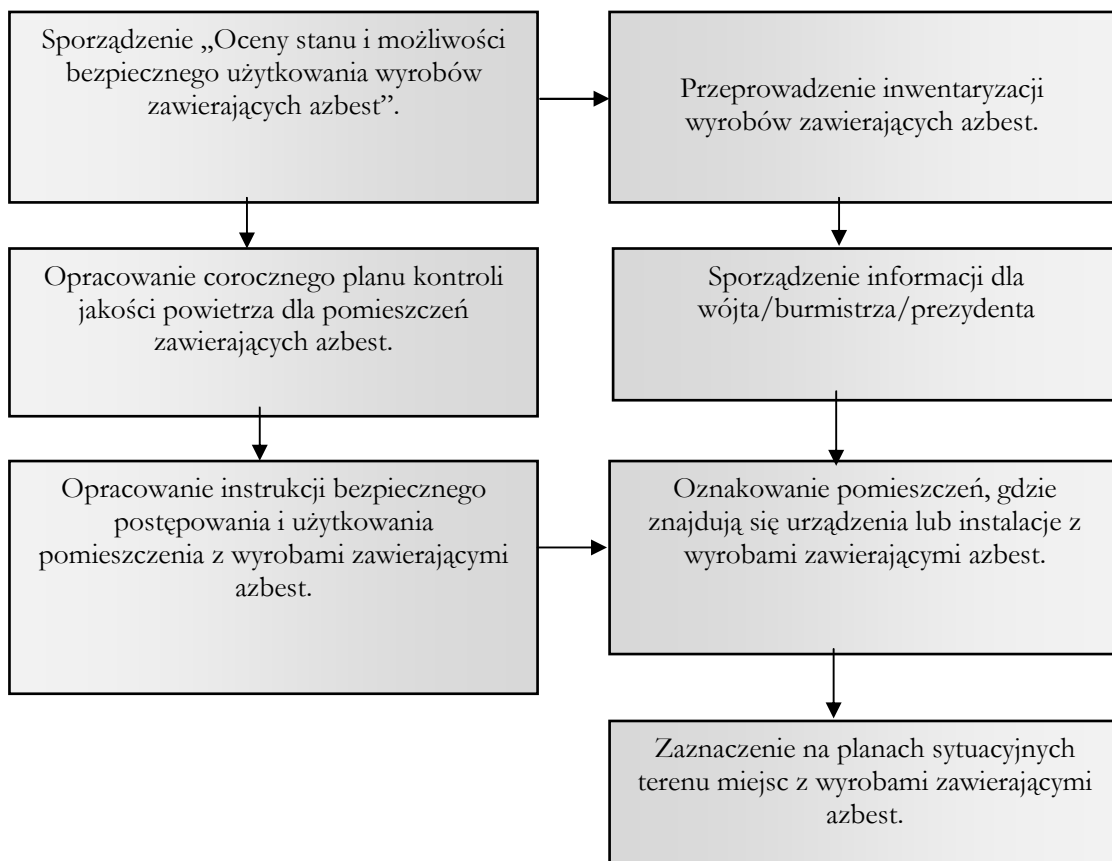 Sporządzenie „Oceny stanu i możliwości
bezpiecznego użytkowania wyrobów
zawierających azbest”.
Przeprowadzenie inwentaryzacji
wyrobów zawierających azbest.
Opracowanie corocznego planu kontroli
jakości powietrza dla pomieszczeń
zawierających azbest.
Sporządzenie informacji dla
wójta/burmistrza/prezydenta
Opracowanie instrukcji bezpiecznego
postępowania i użytkowania
pomieszczenia z wyrobami zawierającymi
azbest.
Oznakowanie pomieszczeń, gdzie
znajdują się urządzenia lub instalacje z
wyrobami zawierającymi azbest.
Zaznaczenie na planach sytuacyjnych
terenu miejsc z wyrobami zawierającymi
azbest.